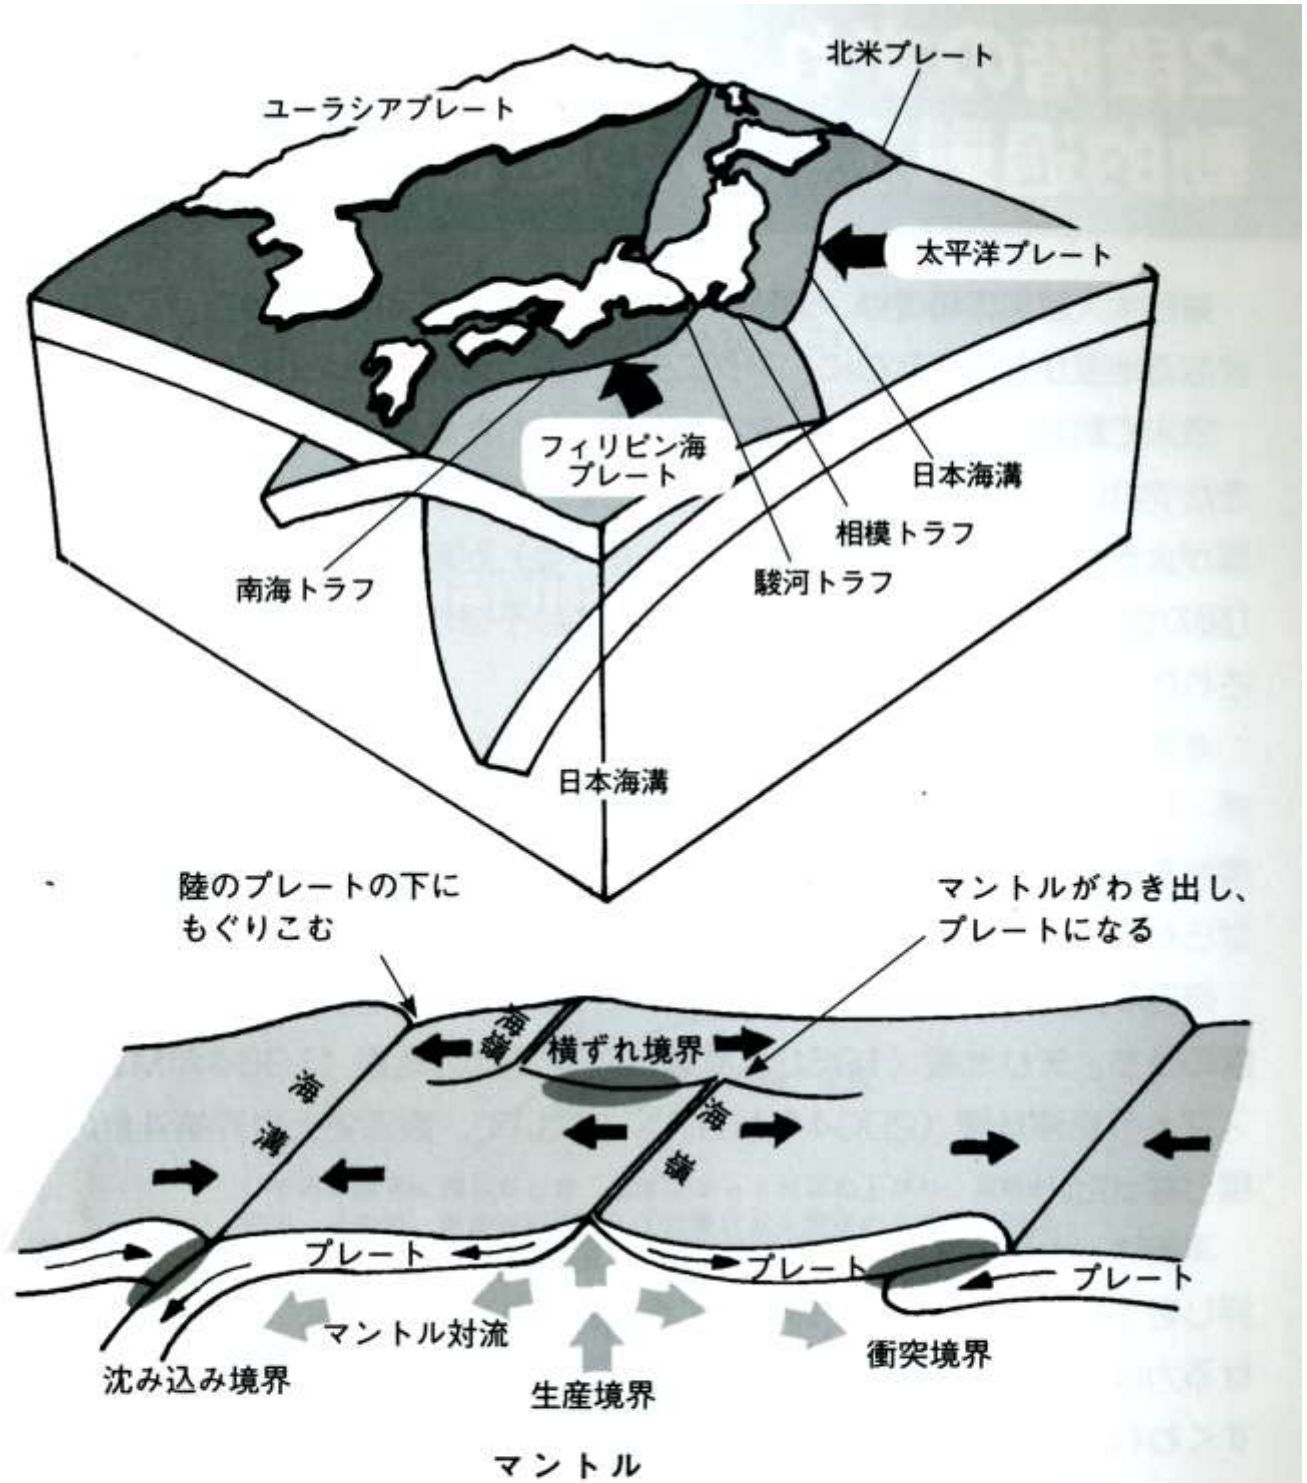 北米プレート
ユーラシアプレート
太平洋プレート
フィリピン海
プレート
日本海溝
相模トラフ
駿河トラフ
南海トラフ
日本海溝
陸のプレートの下に
もぐりこむ
マントルがわき出し、
プレートになる
海嶺
横ずれ境界
海溝
海嶺
プレート
プレート
プレート
マントル対流
沈み込み境界
生産境界
衝突境界
マントル